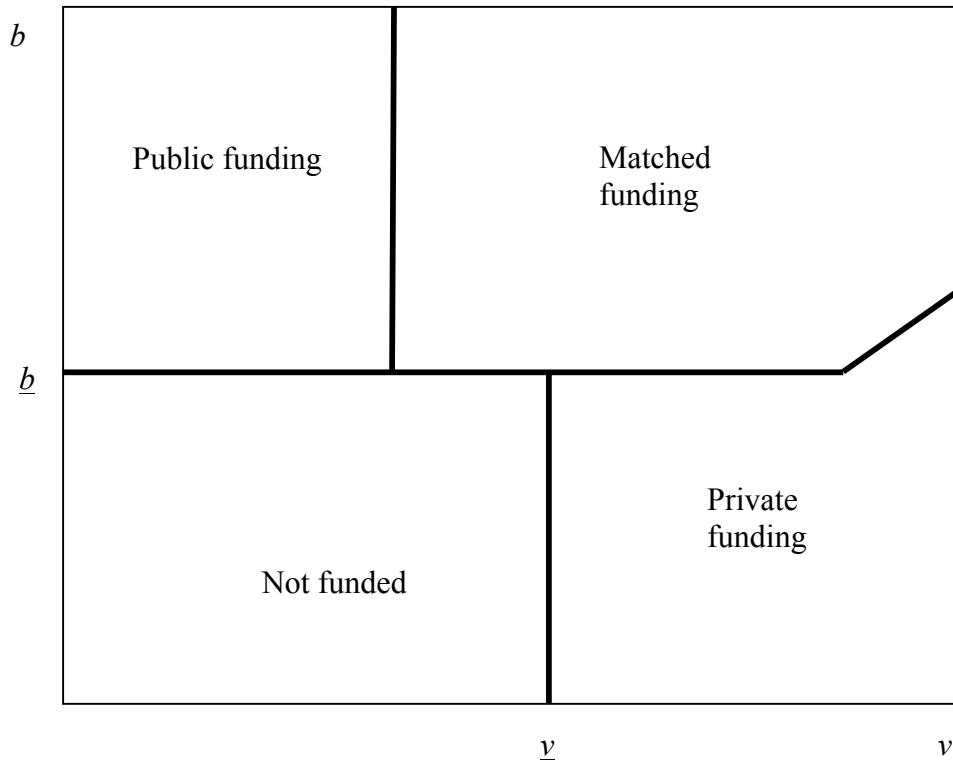 b
Public funding
Matched
funding
b
Private
funding
Not funded
v
v